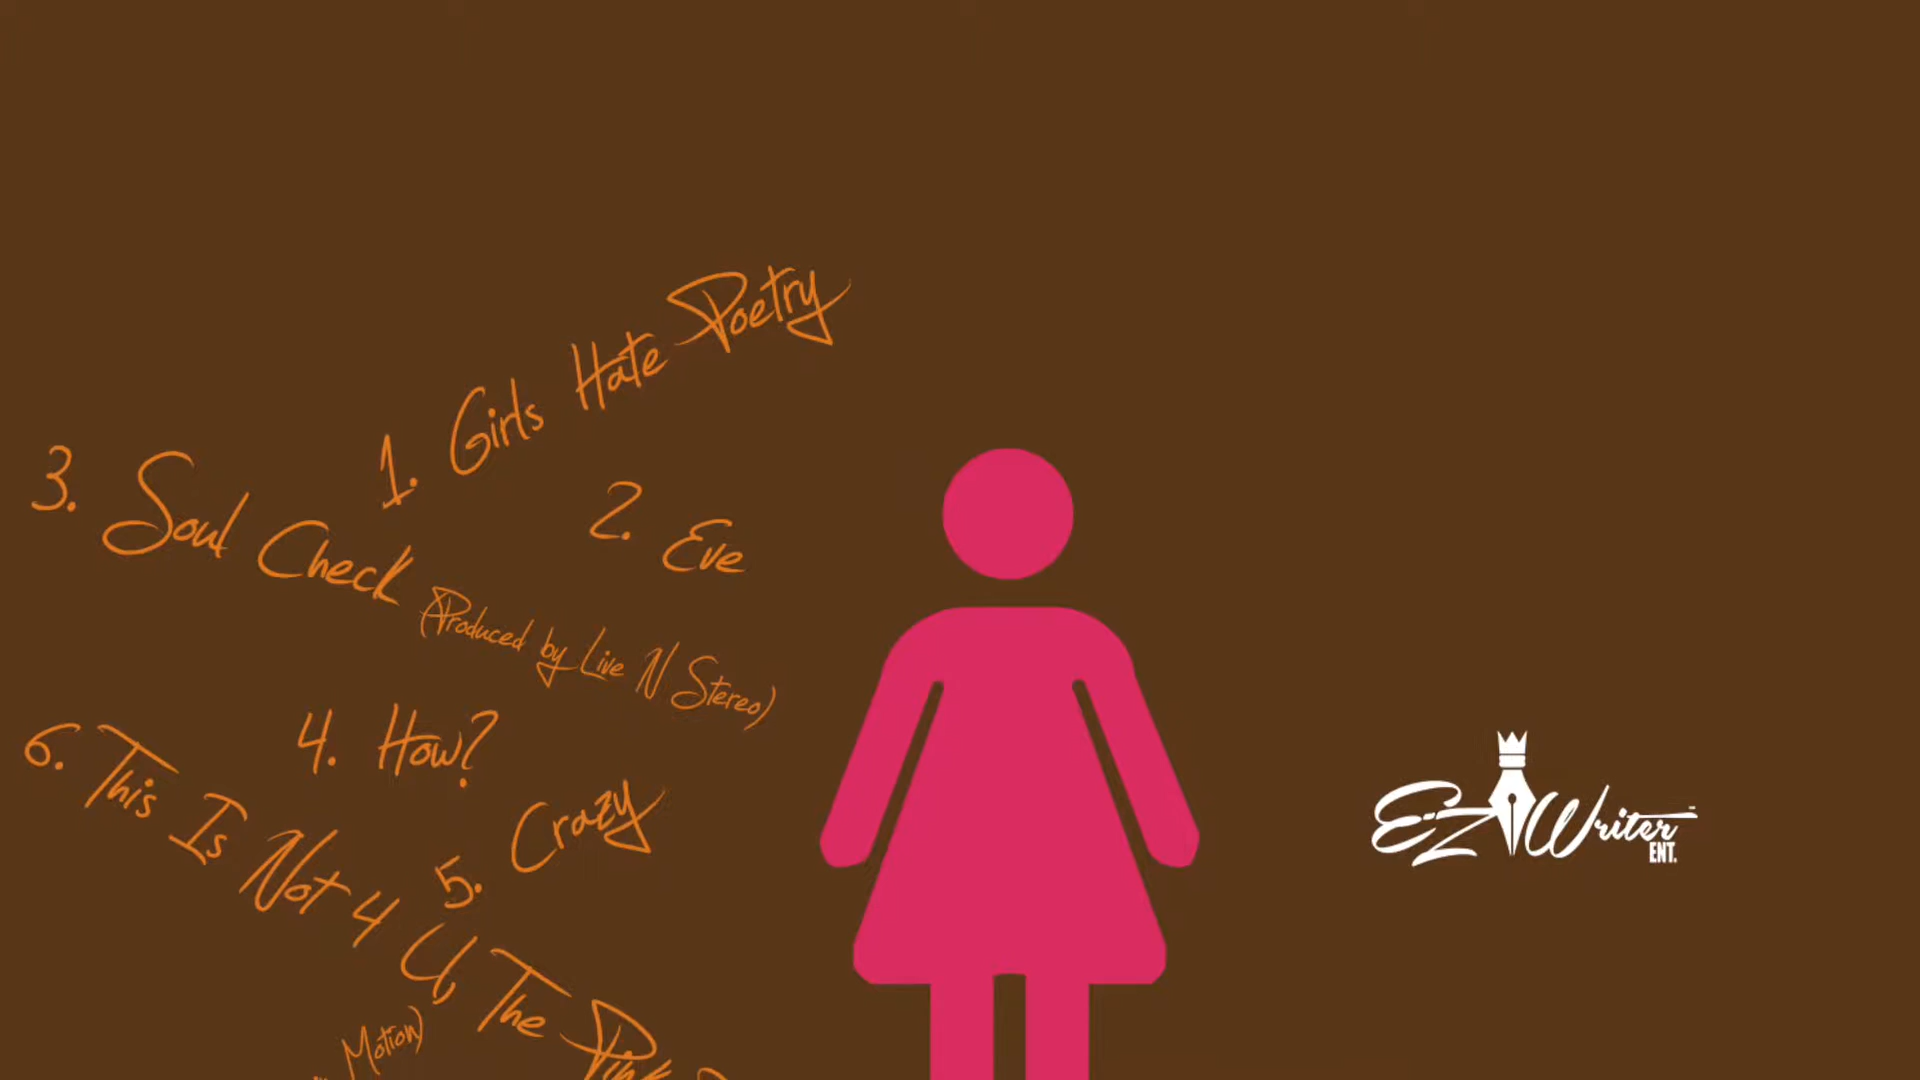 1. Girls Hate Poetry
2. Eve
3. Soul Check (Produced by Live N Stereo)
4. How?
5. Crazy
6. This Is Not 4 U, The Pink
Motion)
E-Z Writer
ENT.